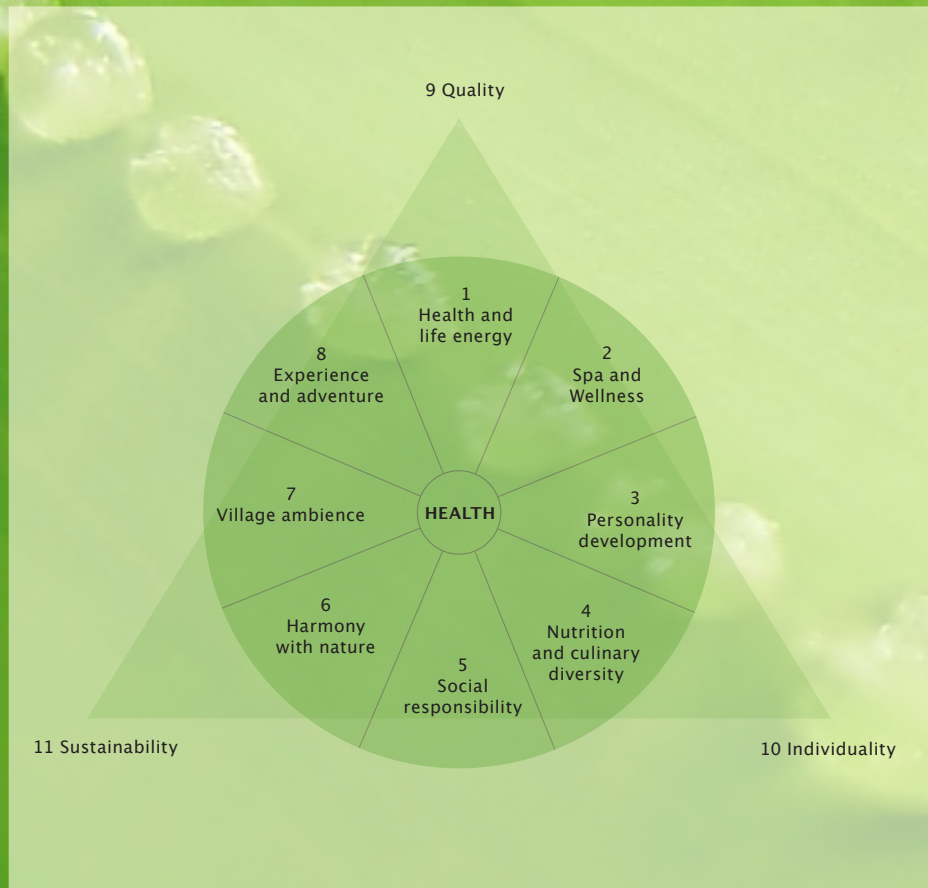 9 Quality
1
Health and
life energy
2
Spa and
Wellness
3
Personality
development
4
Nutrition
and culinary
diversity
5
Social
responsibility
6
Harmony
with nature
7
Village ambience
8
Experience
and adventure
HEALTH
10 Individuality
11 Sustainability